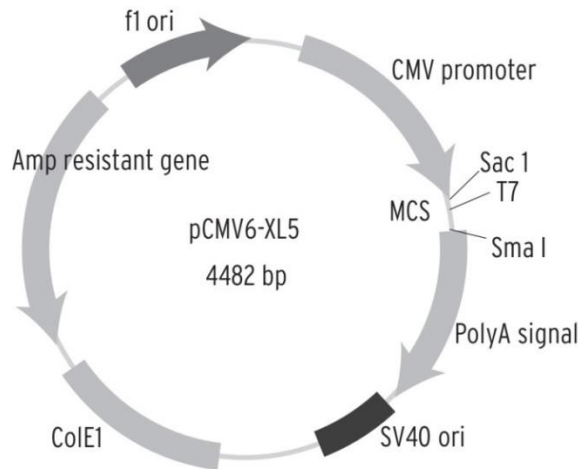 f1 ori
CMV promoter
Amp resistant gene
Sac 1
T7
MCS
Sma I
pCMV6-XL5
4482 bp
PolyA signal
ColE1
SV40 ori